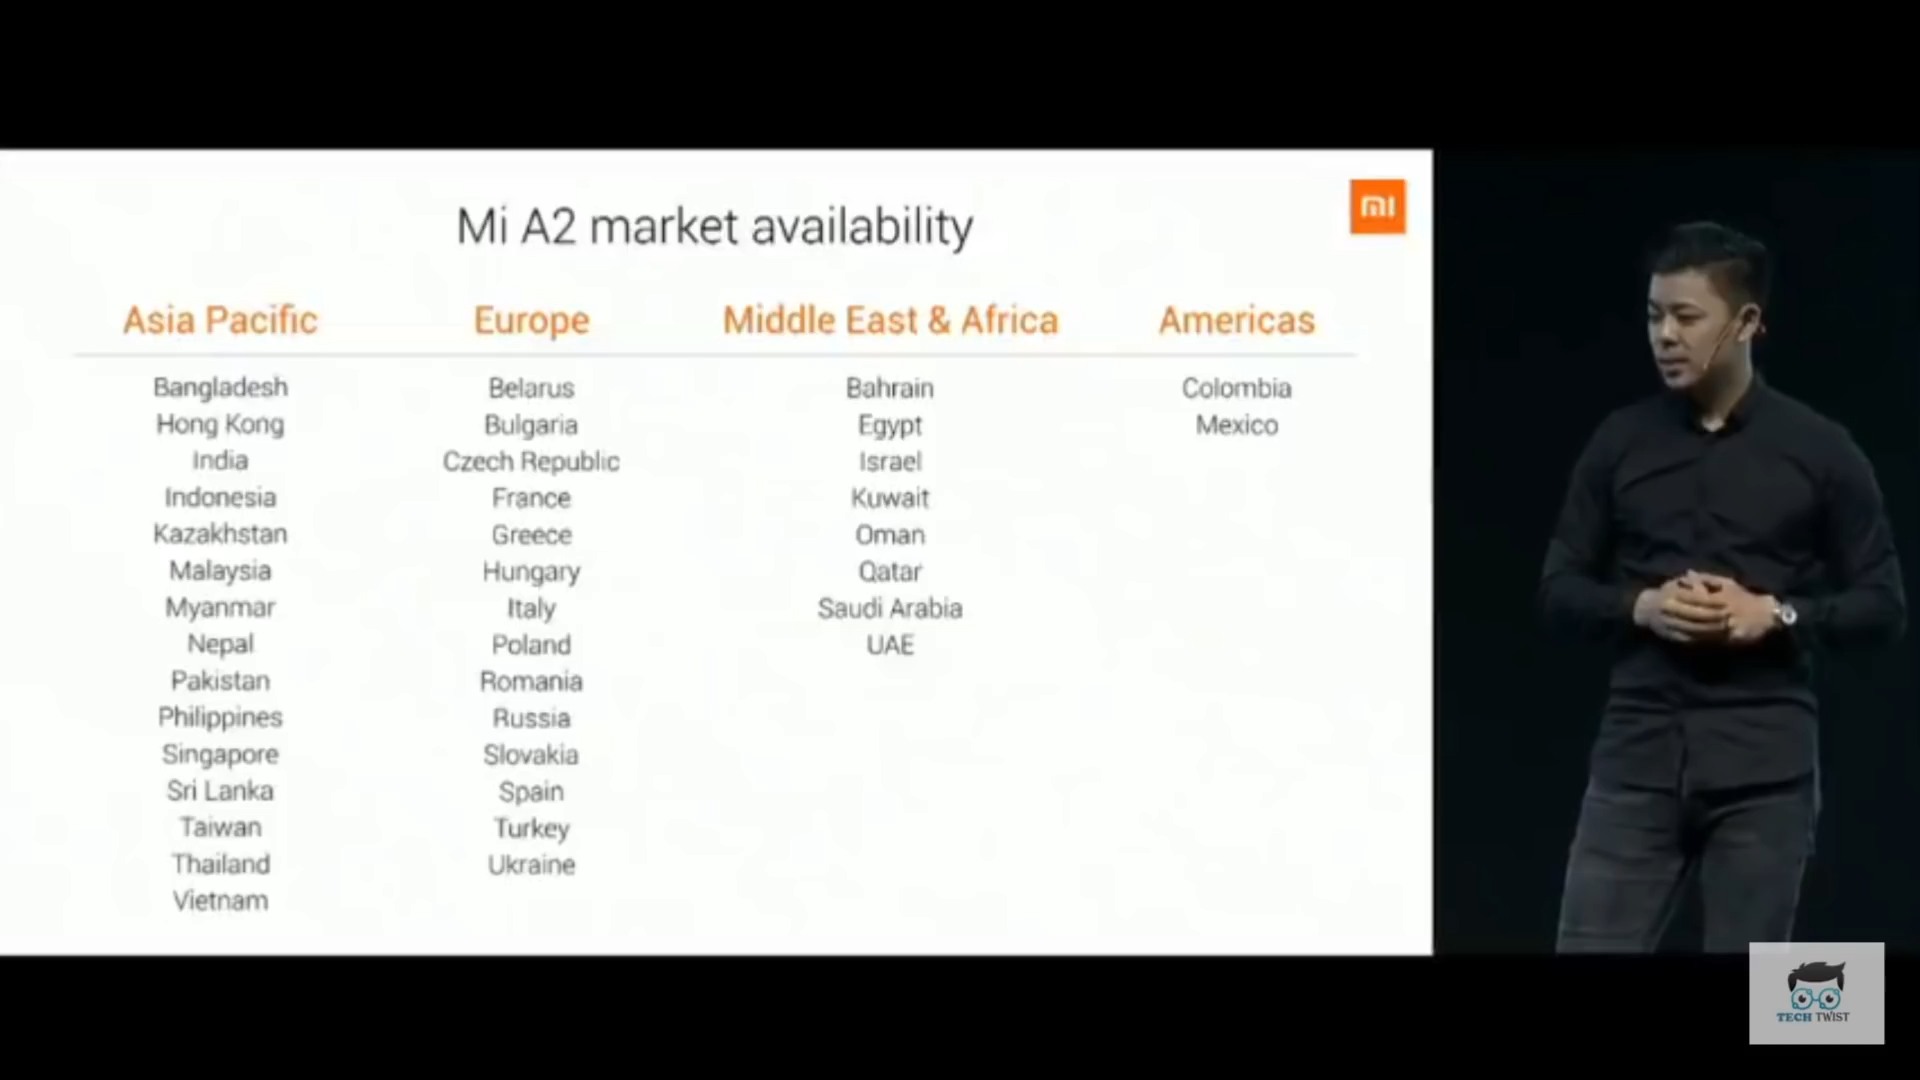 Mi A2 market availability
mi
Asia Pacific
Bangladesh
Hong Kong
India
Indonesia
Kazakhstan
Malaysia
Myanmar
Nepal
Pakistan
Philippines
Singapore
Sri Lanka
Taiwan
Thailand
Vietnam
Europe
Belarus
Bulgaria
Czech Republic
France
Greece
Hungary
Italy
Poland
Romania
Russia
Slovakia
Spain
Turkey
Ukraine
Middle East & Africa
Bahrain
Egypt
Israel
Kuwait
Oman
Qatar
Saudi Arabia
UAE
Americas
Colombia
Mexico
TECH TWIST